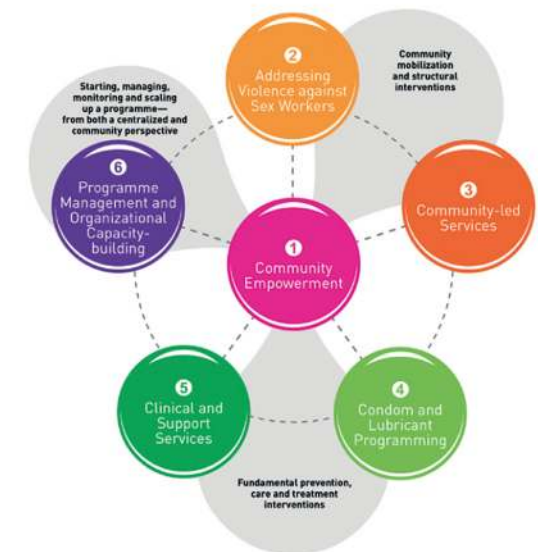 2
Addressing
Violence against
Sex Workers
Community
mobilization
and structural
interventions
Starting, managing,
monitoring and scaling
up a programme—
from both a centralized and
community perspective
6
Programme
Management and
Organizational
Capacity-
building
3
Community-led
Services
1
Community
Empowerment
5
Clinical and
Support
Services
4
Condom and
Lubricant
Programming
Fundamental prevention,
care and treatment
interventions